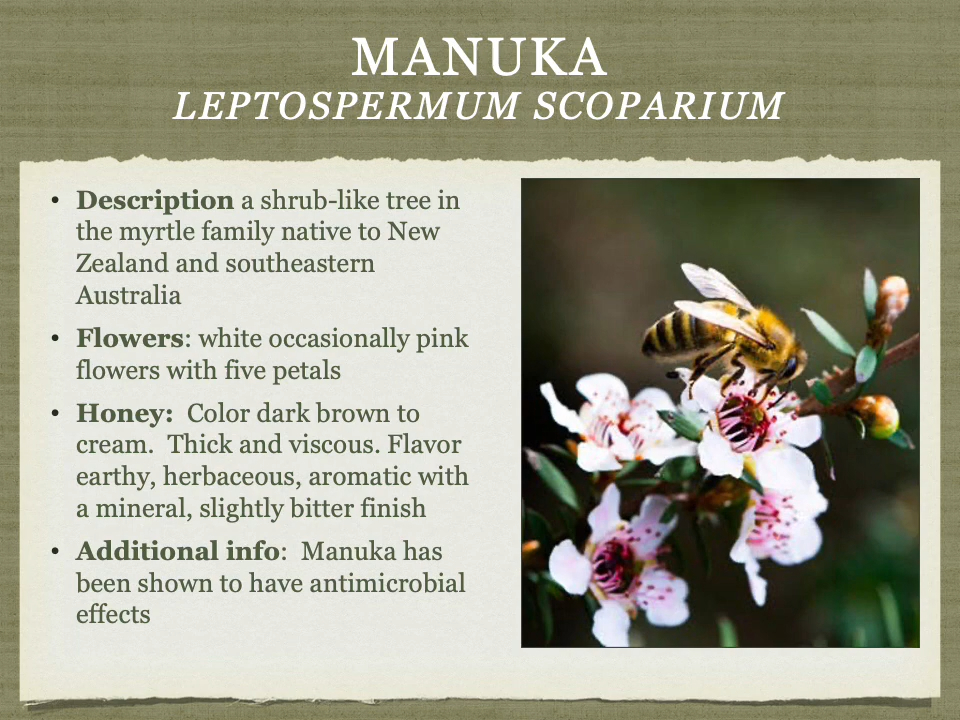 MANUKA
LEPTOSPERMUM SCOPARIUM
• Description a shrub-like tree in
the myrtle family native to New
Zealand and southeastern
Australia
• Flowers: white occasionally pink
flowers with five petals
• Honey:  Color dark brown to
cream.  Thick and viscous. Flavor
earthy, herbaceous, aromatic with
a mineral, slightly bitter finish
• Additional info:  Manuka has
been shown to have antimicrobial
effects